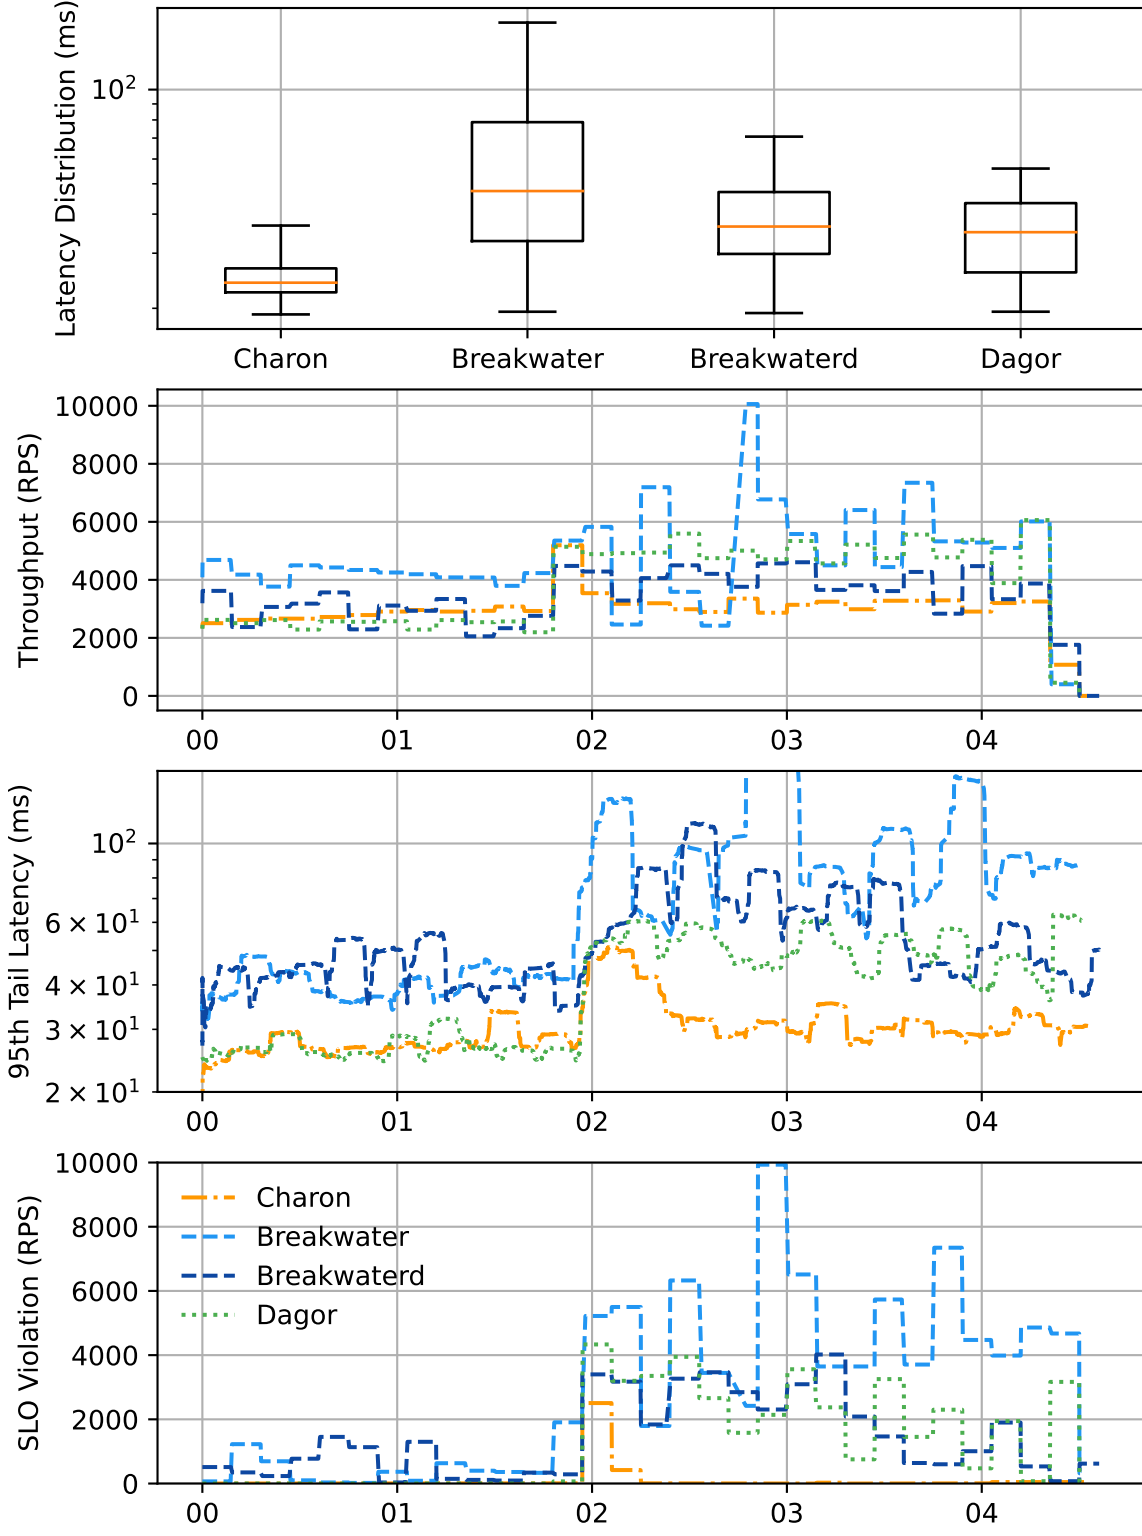 Latency Distribution (ms)
10²
Charon Breakwater Breakwaterd Dagor
Throughput (RPS)
10000
8000
6000
4000
2000
0
00 01 02 03 04
95th Tail Latency (ms)
10²
6 × 10¹
4 × 10¹
3 × 10¹
2 × 10¹
00 01 02 03 04
SLO Violation (RPS)
10000
8000
6000
4000
2000
0
Charon
Breakwater
Breakwaterd
Dagor
00 01 02 03 04